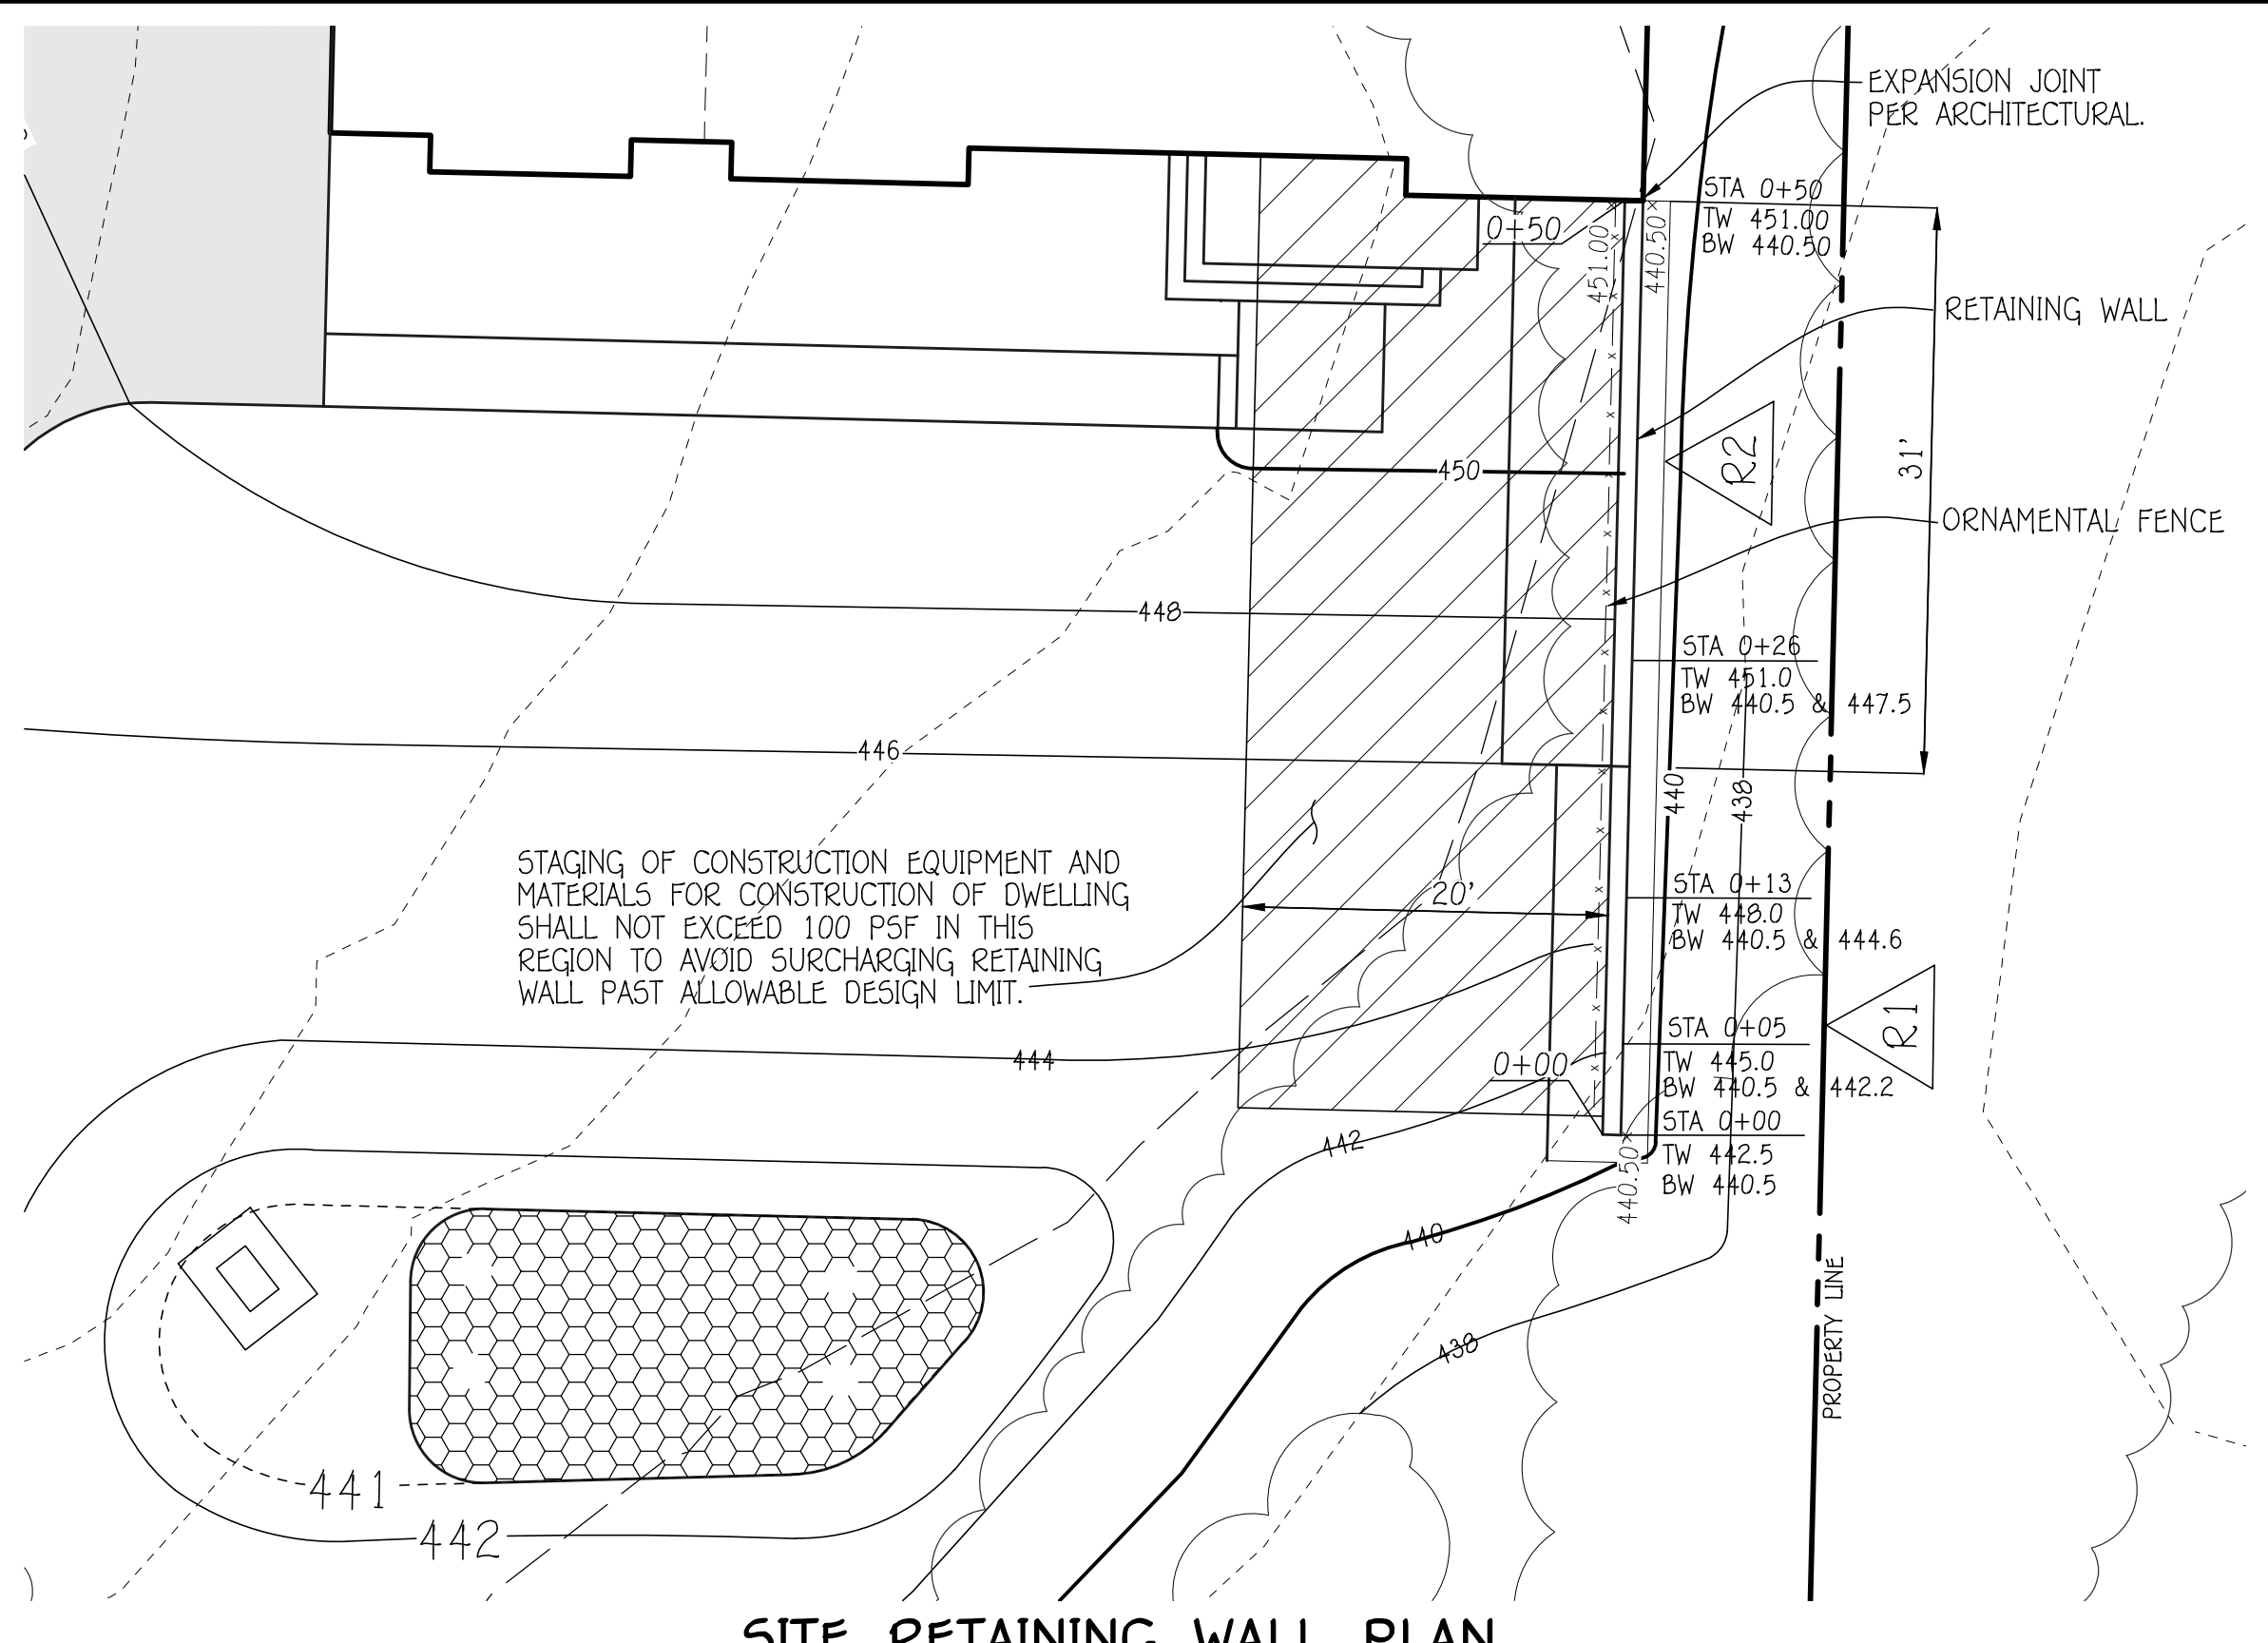 EXPANSION JOINT
PER ARCHITECTURAL.
STA 0+50
TW 451.00
BW 440.50
0+50
451.00
440.50
RETAINING WALL
R2
31'
450
ORNAMENTAL FENCE
448
STA 0+26
TW 451.0
BW 440.5 & 447.5
446
440
438
STAGING OF CONSTRUCTION EQUIPMENT AND
MATERIALS FOR CONSTRUCTION OF DWELLING
SHALL NOT EXCEED 100 PSF IN THIS
REGION TO AVOID SURCHARGING RETAINING
WALL PAST ALLOWABLE DESIGN LIMIT.
20'
STA 0+13
TW 448.0
BW 440.5 & 444.6
R1
444
0+00
STA 0+05
TW 445.0
BW 440.5 & 442.2
STA 0+00
TW 442.5
BW 440.5
442
440.50
440
438
PROPERTY LINE
441
442
SITE RETAINING WALL PLAN